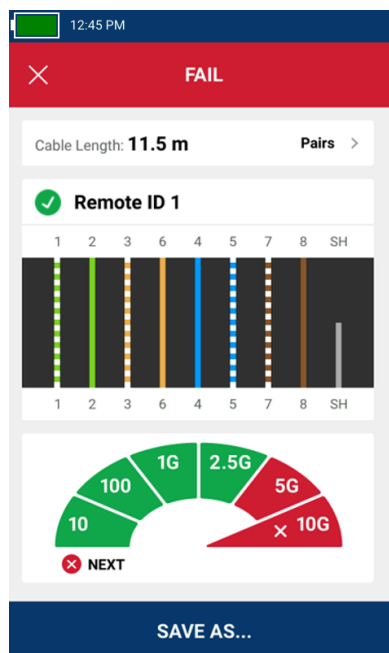 12:45 PM
FAIL
Cable Length: 11.5 m Pairs >
Remote ID 1
1 2 3 6 4 5 7 8 SH
1 2 3 6 4 5 7 8 SH
10 100 1G 2.5G 5G 10G
NEXT
SAVE AS...